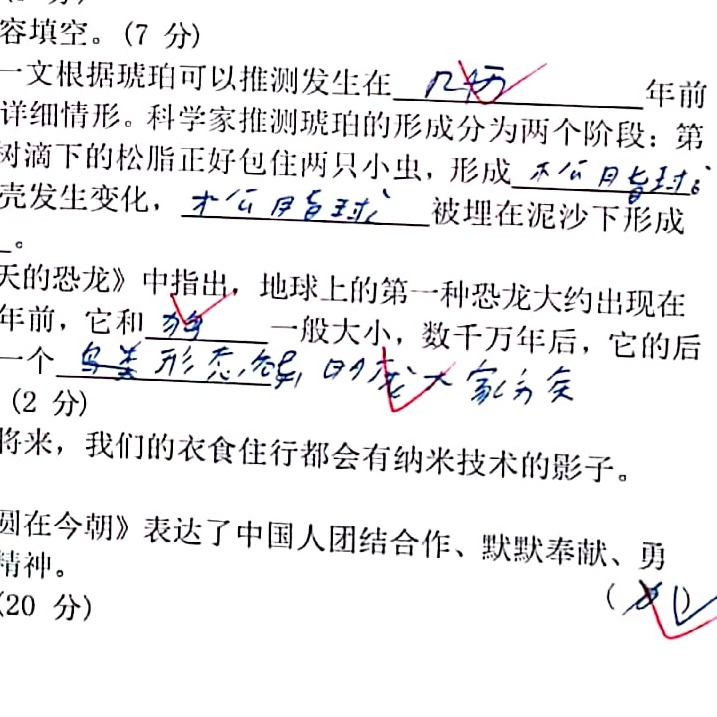 容填空。(7 分)
一文根据琥珀可以推测发生在 几万 年前
详细情形。科学家推测琥珀的形成分为两个阶段：第
树滴下的松脂正好包住两只小虫，形成 松脂球
壳发生变化， 松脂球 被埋在泥沙下形成
。
天的恐龙》中指出，地球上的第一种恐龙大约出现在
年前，它和 狗 一般大小，数千万年后，它的后
一个 形态 大家
(2 分)
将来，我们的衣食住行都会有纳米技术的影子。
圆在今朝》表达了中国人团结合作、默默奉献、勇
精神。
( √ )
(20 分)